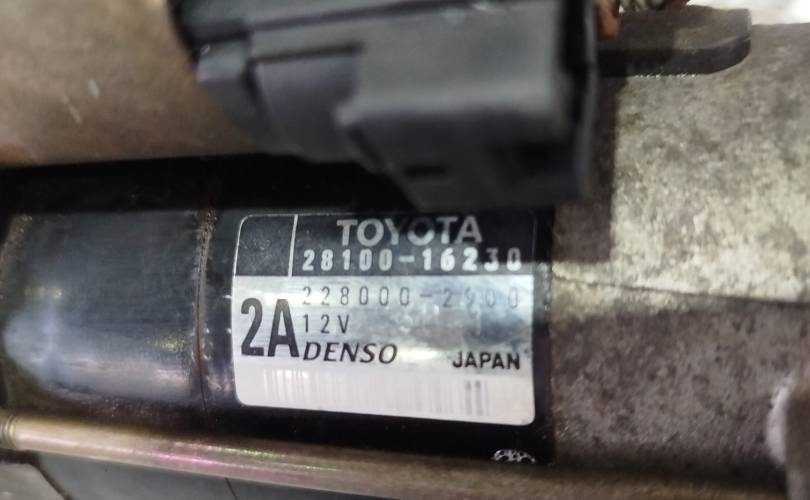 TOYOTA
28100-16230
228000-2900
2A
12V
DENSO JAPAN